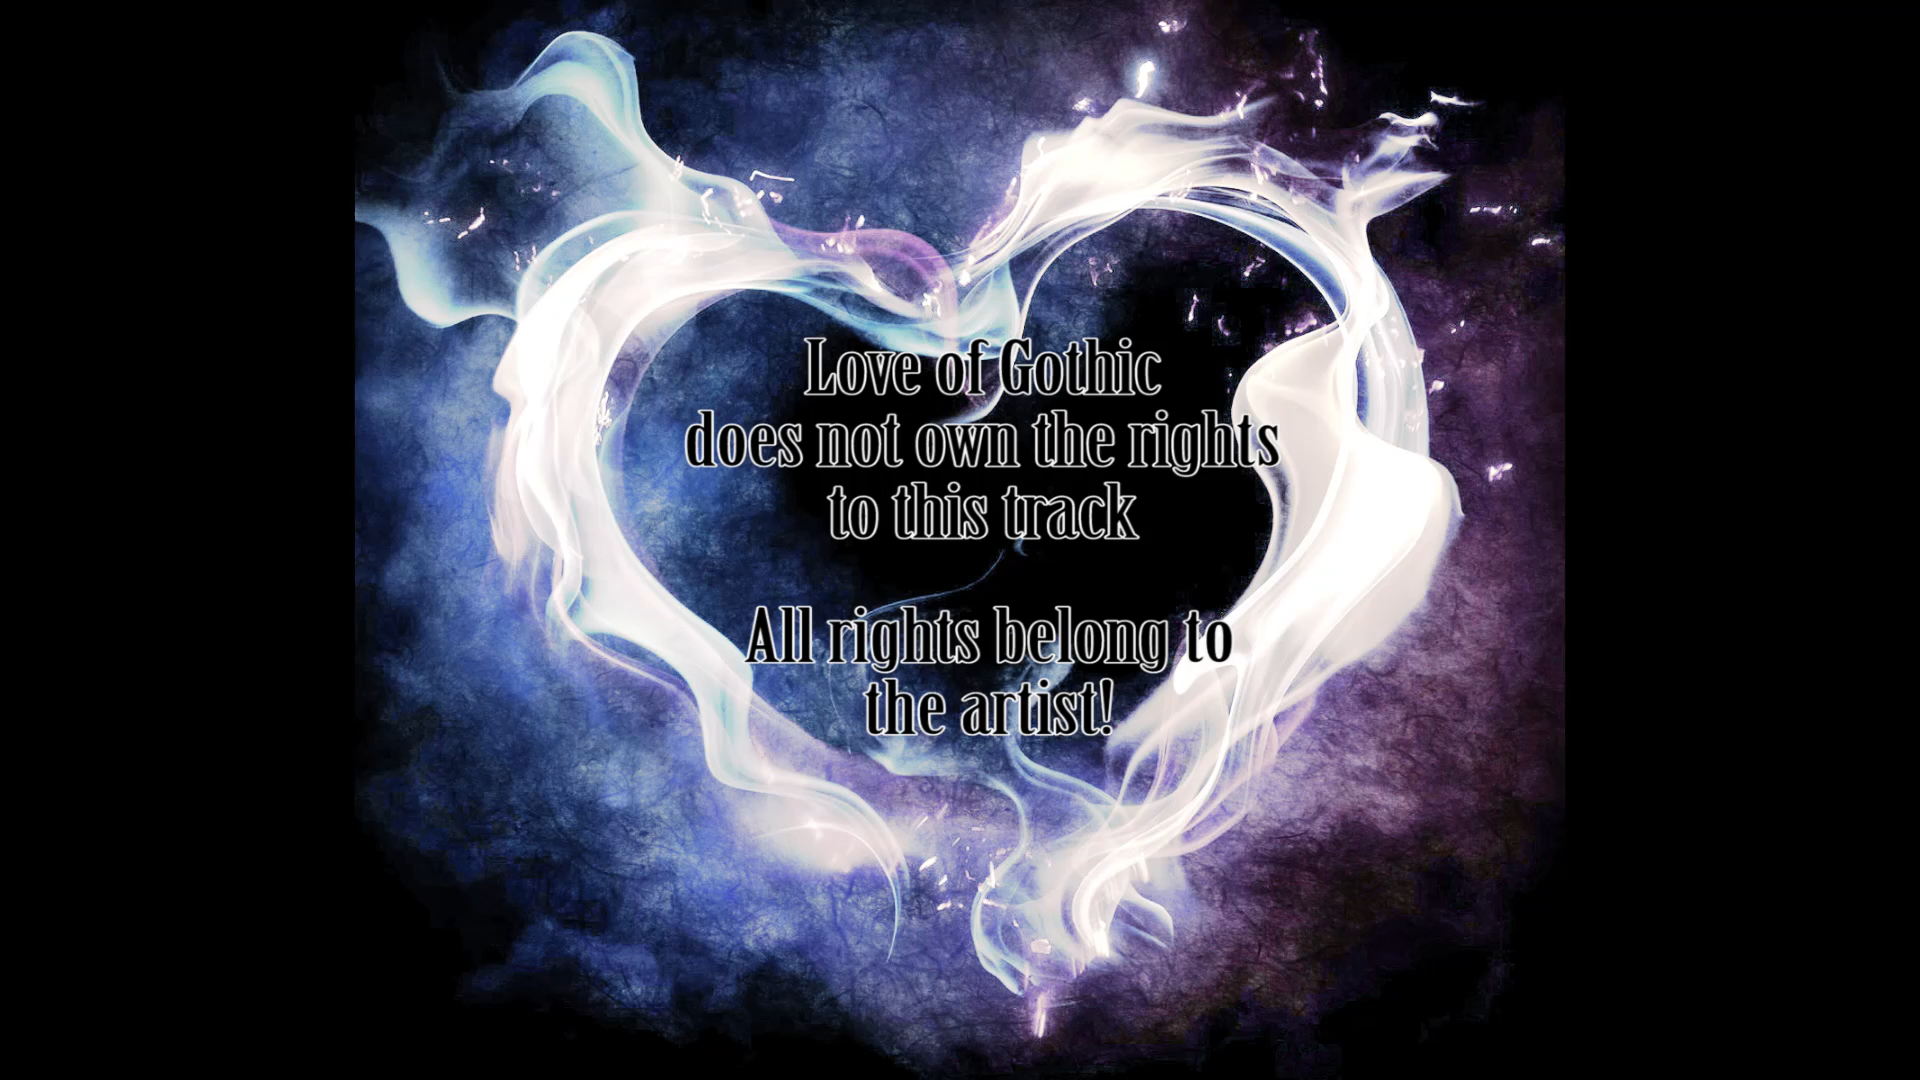 Love of Gothic
does not own the rights
to this track
All rights belong to
the artist!